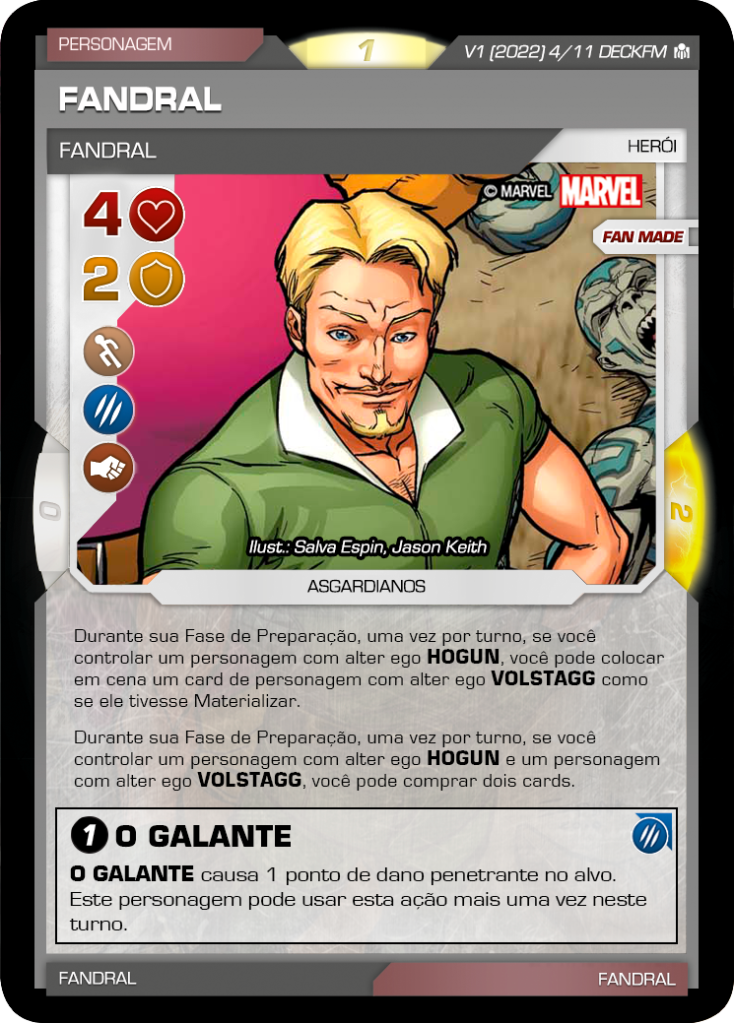 PERSONAGEM
1
V1 (2022) 4/11 DECKFM
FANDRAL
FANDRAL
HERÓI
© MARVEL MARVEL
4
FAN MADE
2
0
2
Ilust.: Salva Espin, Jason Keith
ASGARDIANOS
Durante sua Fase de Preparação, uma vez por turno, se você
controlar um personagem com alter ego HOGUN, você pode colocar
em cena um card de personagem com alter ego VOLSTAGG como
se ele tivesse Materializar.
Durante sua Fase de Preparação, uma vez por turno, se você
controlar um personagem com alter ego HOGUN e um personagem
com alter ego VOLSTAGG, você pode comprar dois cards.
1 O GALANTE
O GALANTE causa 1 ponto de dano penetrante no alvo.
Este personagem pode usar esta ação mais uma vez neste
turno.
FANDRAL
FANDRAL